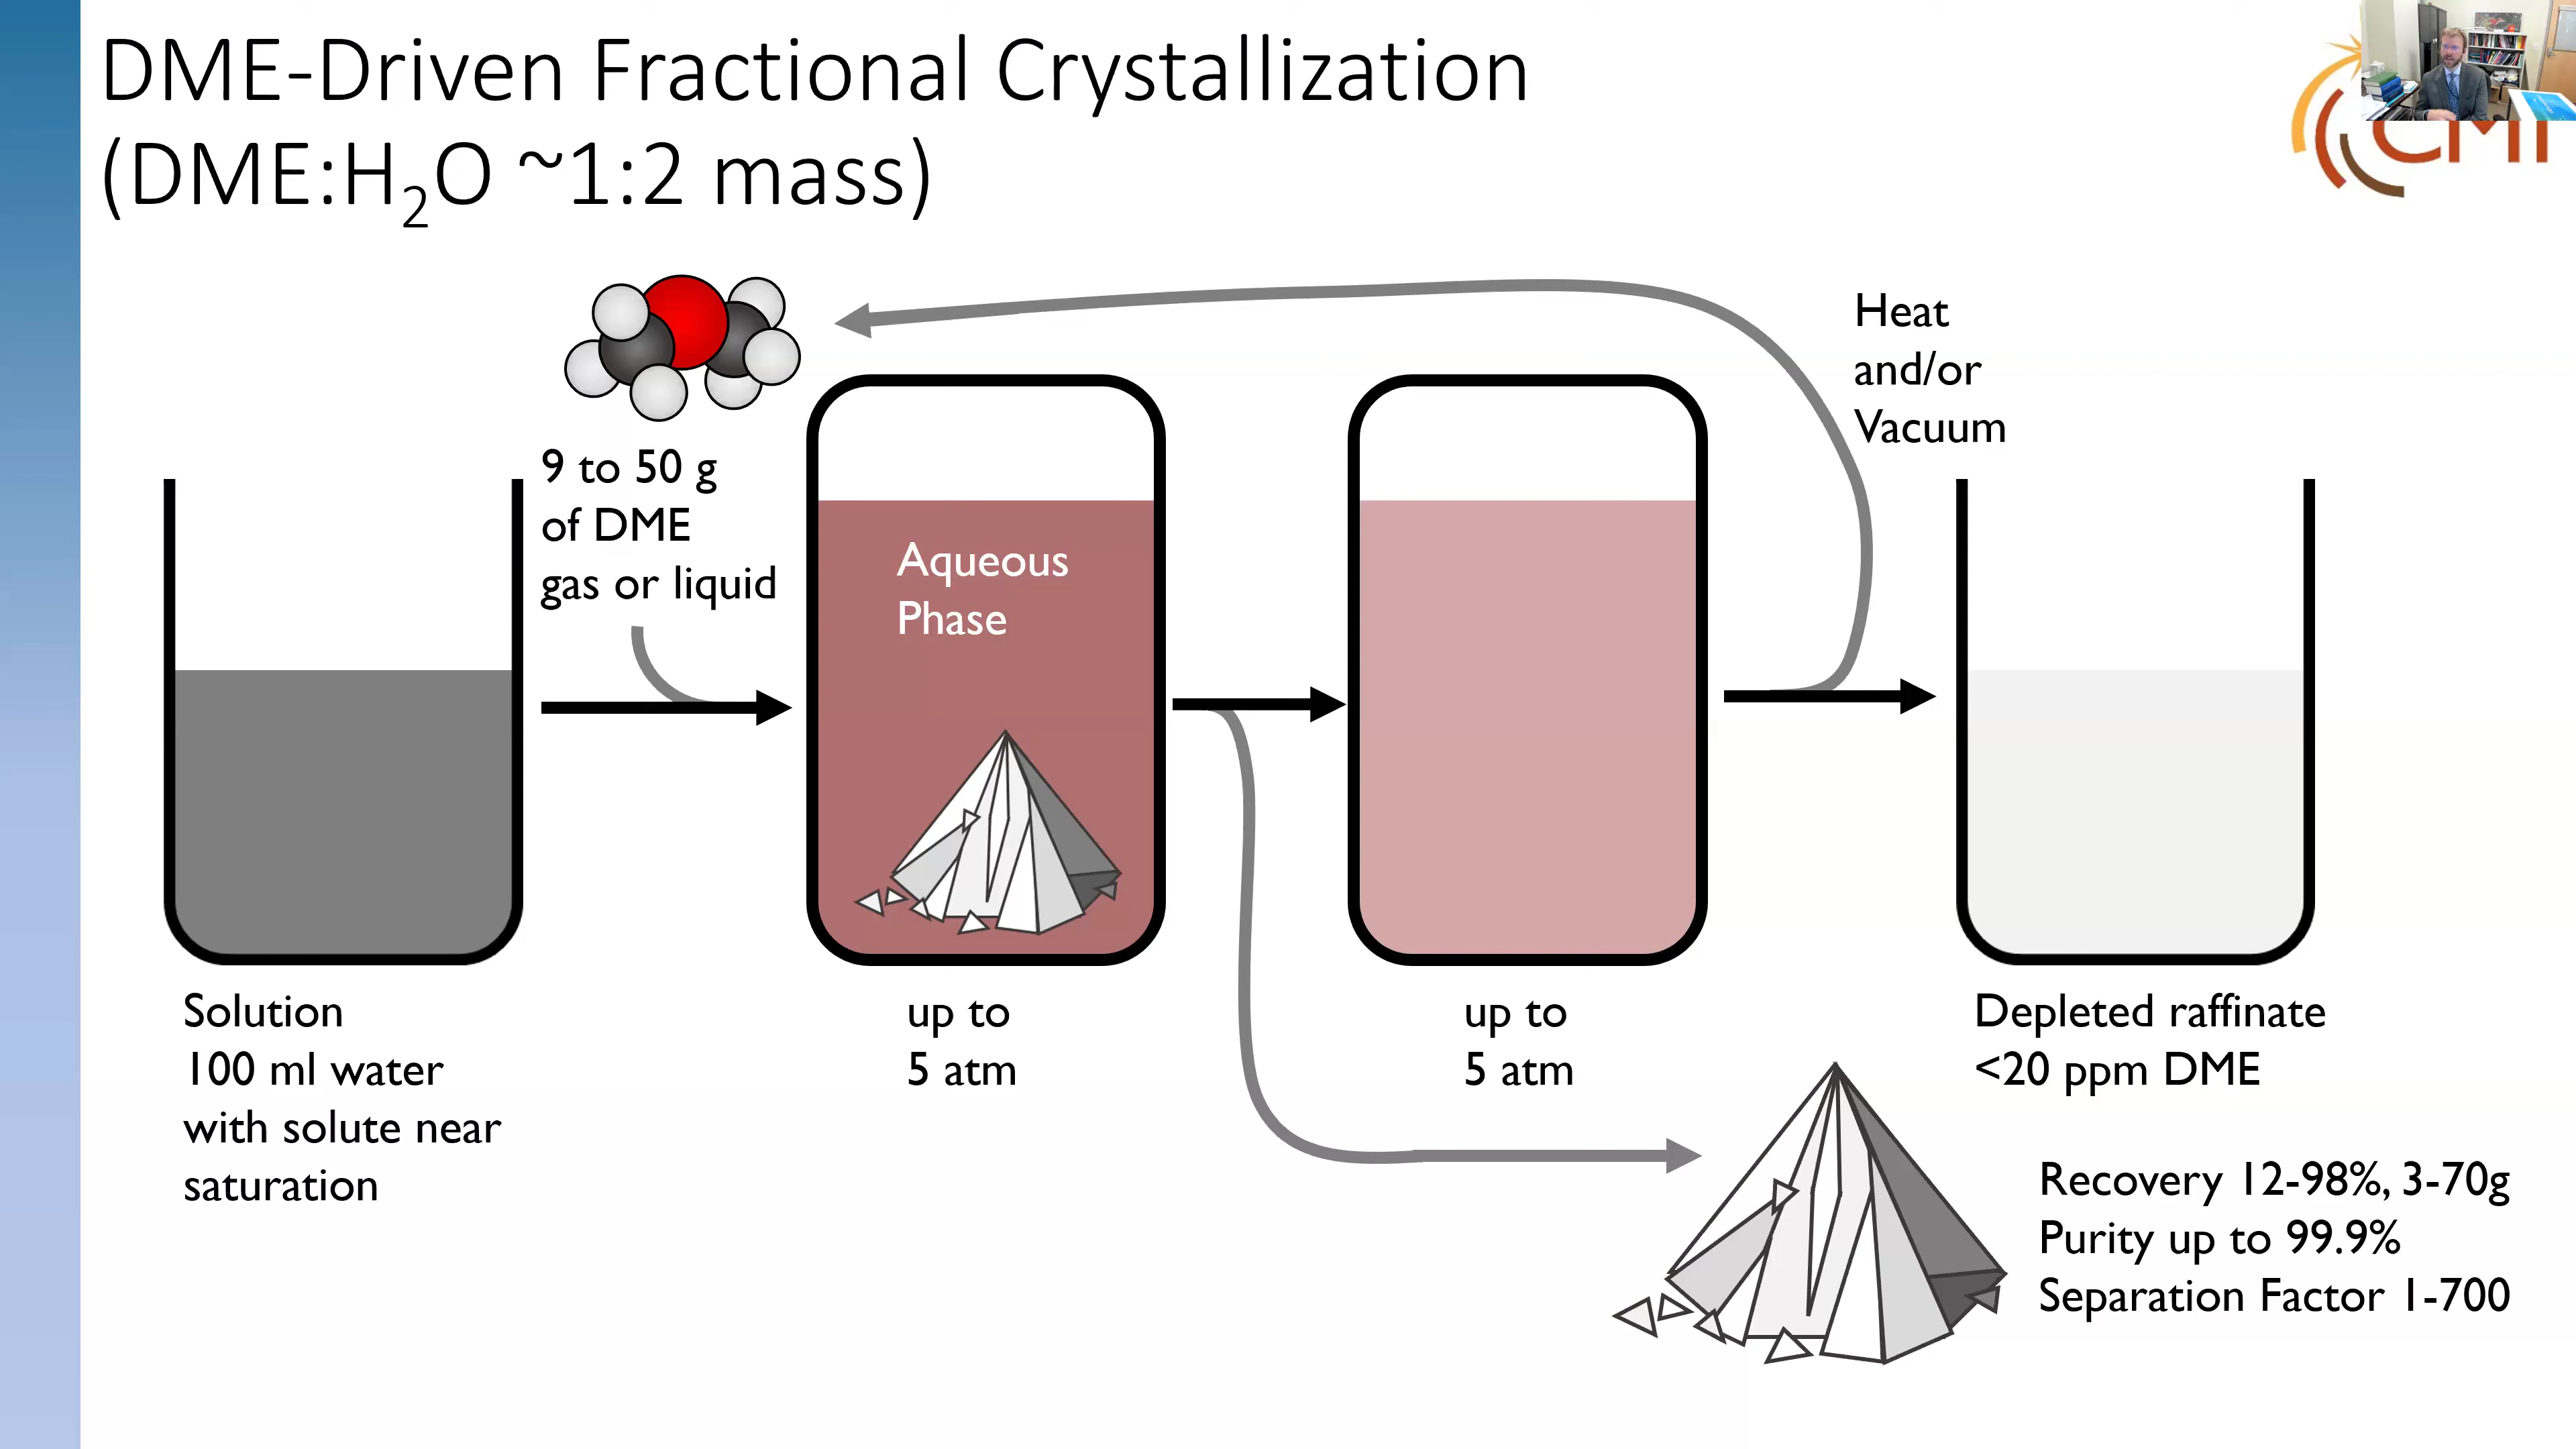 DME-Driven Fractional Crystallization
(DME:H₂O ~1:2 mass)
CMI
Heat
and/or
Vacuum
9 to 50 g
of DME
gas or liquid
Aqueous
Phase
Solution
100 ml water
with solute near
saturation
up to
5 atm
up to
5 atm
Depleted raffinate
<20 ppm DME
Recovery 12-98%, 3-70g
Purity up to 99.9%
Separation Factor 1-700